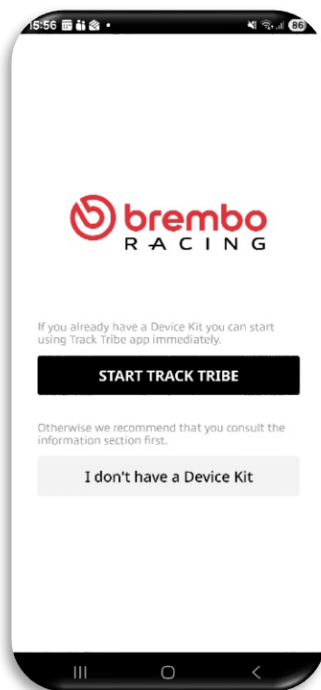 15:56
86
brembo
RACING
If you already have a Device Kit you can start
using Track Tribe app immediately.
START TRACK TRIBE
Otherwise we recommend that you consult the
information section first.
I don't have a Device Kit